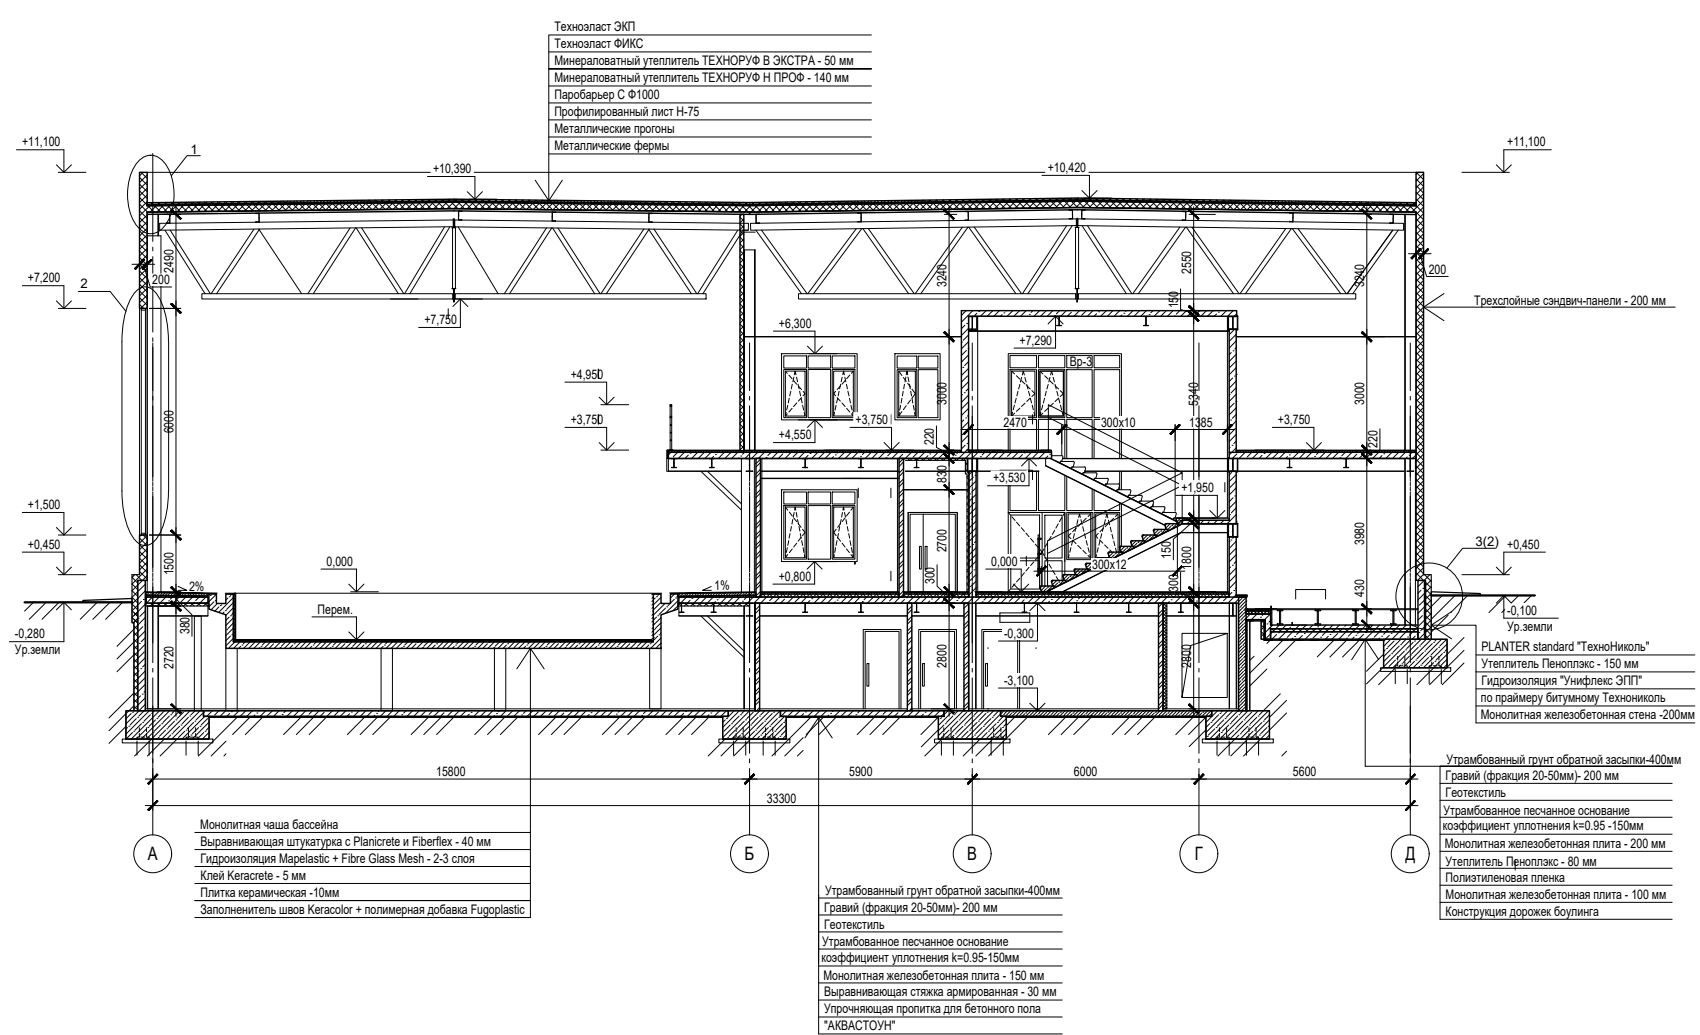 Техноэласт ЭКП
Техноэласт ФИКС
Минераловатный утеплитель ТЕХНОРУФ В ЭКСТРА - 50 мм
Минераловатный утеплитель ТЕХНОРУФ Н ПРОФ - 140 мм
Паробарьер С Ф1000
Профилированный лист Н-75
Металлические прогоны
Металлические фермы
+11,100
1
+10,390
+10,420
+11,100
+7,200
2
2490
200
3240
2550
3240
200
150
Трехслойные сэндвич-панели - 200 мм
+7,750
+6,300
+7,290
Вр-3
+4,950
6000
3000
5340
3000
+3,750
+4,550
+3,750
2470
300х10
1385
+3,750
220
220
830
+3,530
+1,950
+1,500
+0,450
1500
2700
3980
3(2)
+0,450
150
1800
0,000
+0,800
0,000
300х12
2%
1%
300
300
430
Перем.
380
-0,280
Ур.земли
-0,300
-0,100
Ур.земли
2720
2800
2800
-3,100
PLANTER standard "ТехноНиколь"
Утеплитель Пеноплэкс - 150 мм
Гидроизоляция "Унифлекс ЭПП"
по праймеру битумному Технониколь
Монолитная железобетонная стена -200мм
15800
5900
6000
5600
33300
А
Б
В
Г
Д
Монолитная чаша бассейна
Выравнивающая штукатурка с Planicrete и Fiberflex - 40 мм
Гидроизоляция Mapelastic + Fibre Glass Mesh - 2-3 слоя
Клей Keracrete - 5 мм
Плитка керамическая -10мм
Заполненитель швов Keracolor + полимерная добавка Fugoplastic
Утрамбованный грунт обратной засыпки-400мм
Гравий (фракция 20-50мм)- 200 мм
Геотекстиль
Утрамбованное песчанное основание
коэффициент уплотнения k=0.95-150мм
Монолитная железобетонная плита - 150 мм
Выравнивающая стяжка армированная - 30 мм
Упрочняющая пропитка для бетонного пола
"АКВАСТОУН"
Утрамбованный грунт обратной засыпки-400мм
Гравий (фракция 20-50мм)- 200 мм
Геотекстиль
Утрамбованное песчанное основание
коэффициент уплотнения k=0.95 -150мм
Монолитная железобетонная плита - 200 мм
Утеплитель Пеноплэкс - 80 мм
Полиэтиленовая пленка
Монолитная железобетонная плита - 100 мм
Конструкция дорожек боулинга